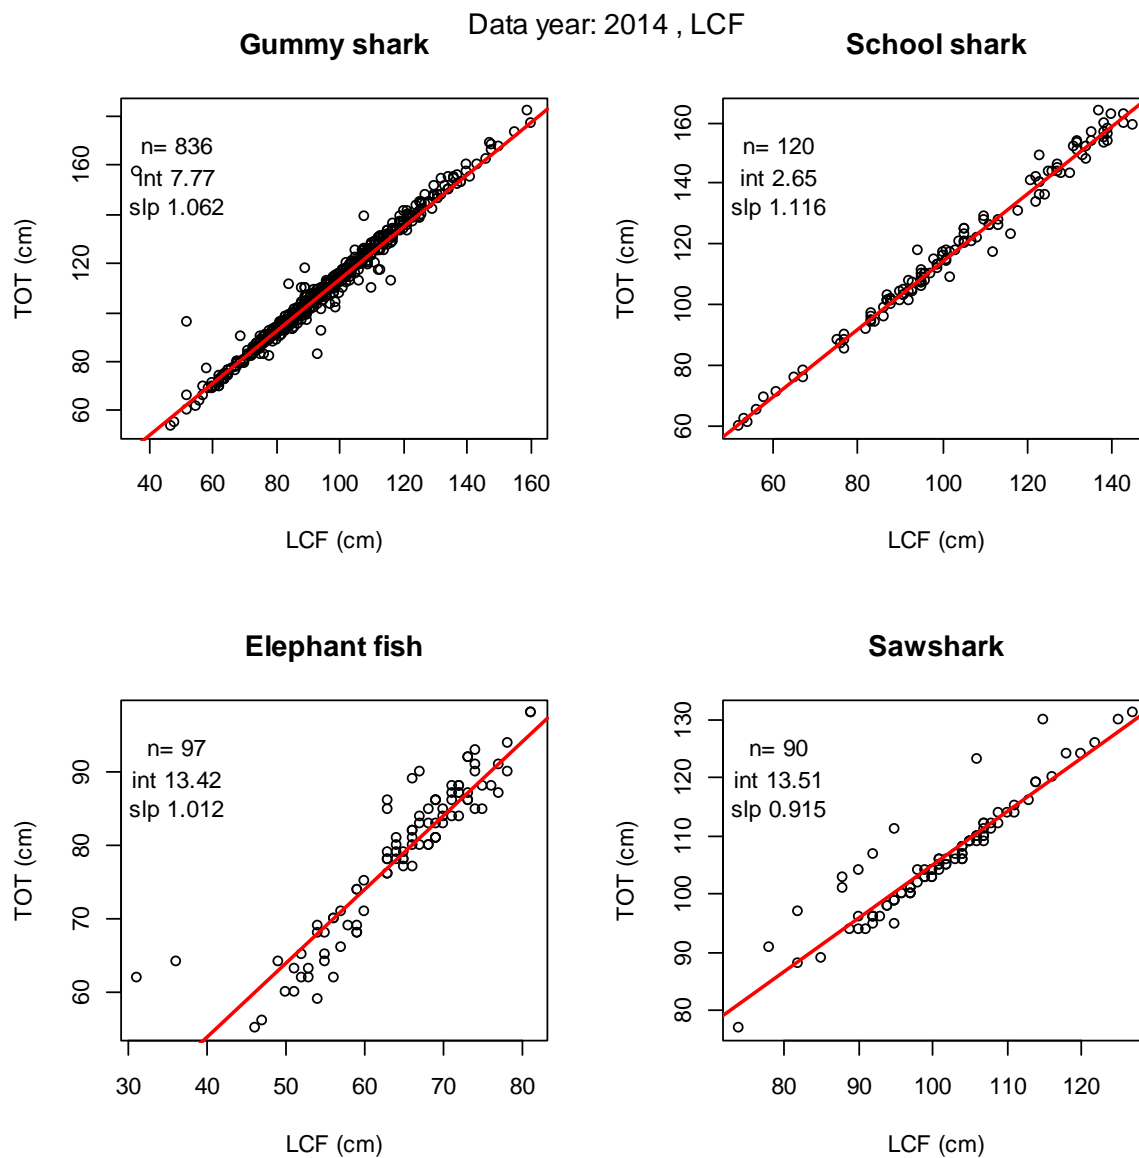 Data year: 2014 , LCF
Gummy shark
n= 836
int 7.77
slp 1.062
TOT (cm)
60 80 120 160
40 60 80 100 120 140 160
LCF (cm)
School shark
n= 120
int 2.65
slp 1.116
TOT (cm)
60 80 100 120 140 160
60 80 100 120 140
LCF (cm)
Elephant fish
n= 97
int 13.42
slp 1.012
TOT (cm)
60 70 80 90
30 40 50 60 70 80
LCF (cm)
Sawshark
n= 90
int 13.51
slp 0.915
TOT (cm)
80 90 100 110 120 130
80 90 100 110 120
LCF (cm)